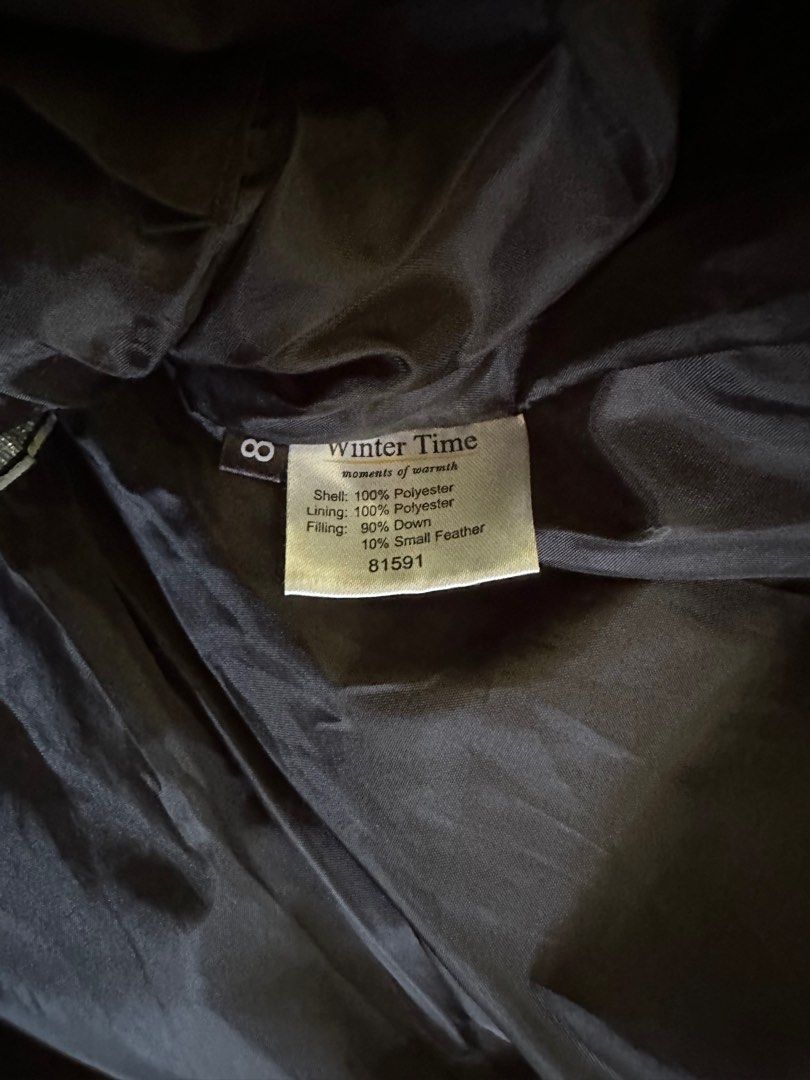 8
Winter Time
moments of warmth
Shell: 100% Polyester
Lining: 100% Polyester
Filling: 90% Down
10% Small Feather
81591